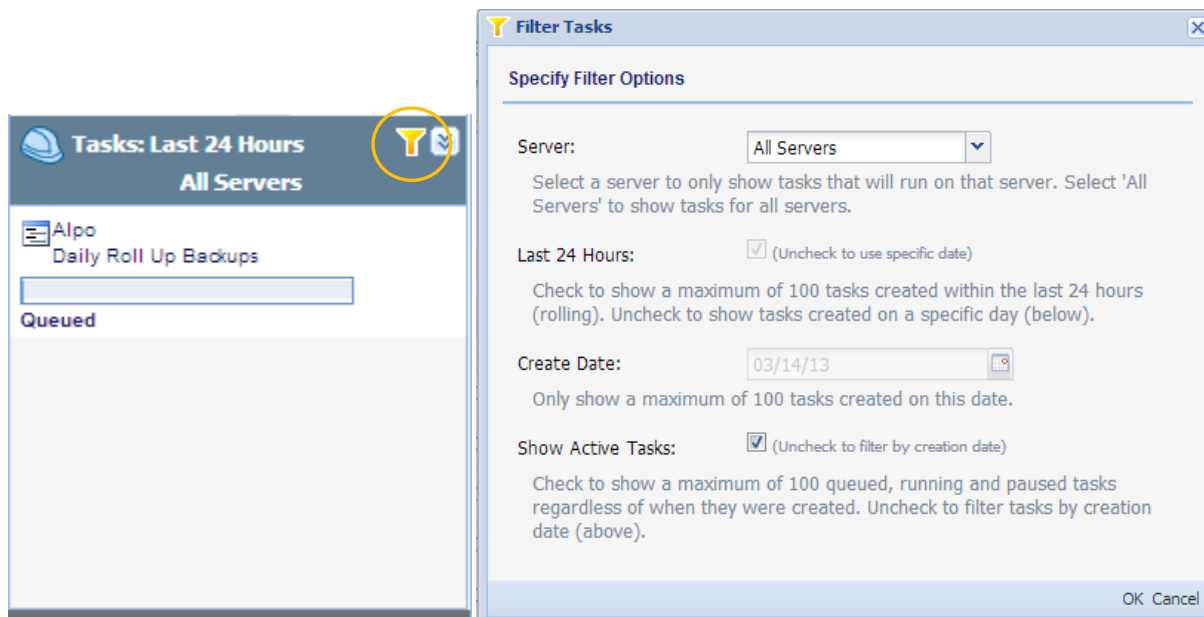 Tasks: Last 24 Hours
All Servers
Alpo
Daily Roll Up Backups
Queued
Filter Tasks
Specify Filter Options
Server:
All Servers
Select a server to only show tasks that will run on that server. Select 'All
Servers' to show tasks for all servers.
Last 24 Hours:
(Uncheck to use specific date)
Check to show a maximum of 100 tasks created within the last 24 hours
(rolling). Uncheck to show tasks created on a specific day (below).
Create Date:
03/14/13
Only show a maximum of 100 tasks created on this date.
Show Active Tasks:
(Uncheck to filter by creation date)
Check to show a maximum of 100 queued, running and paused tasks
regardless of when they were created. Uncheck to filter tasks by creation
date (above).
OK Cancel